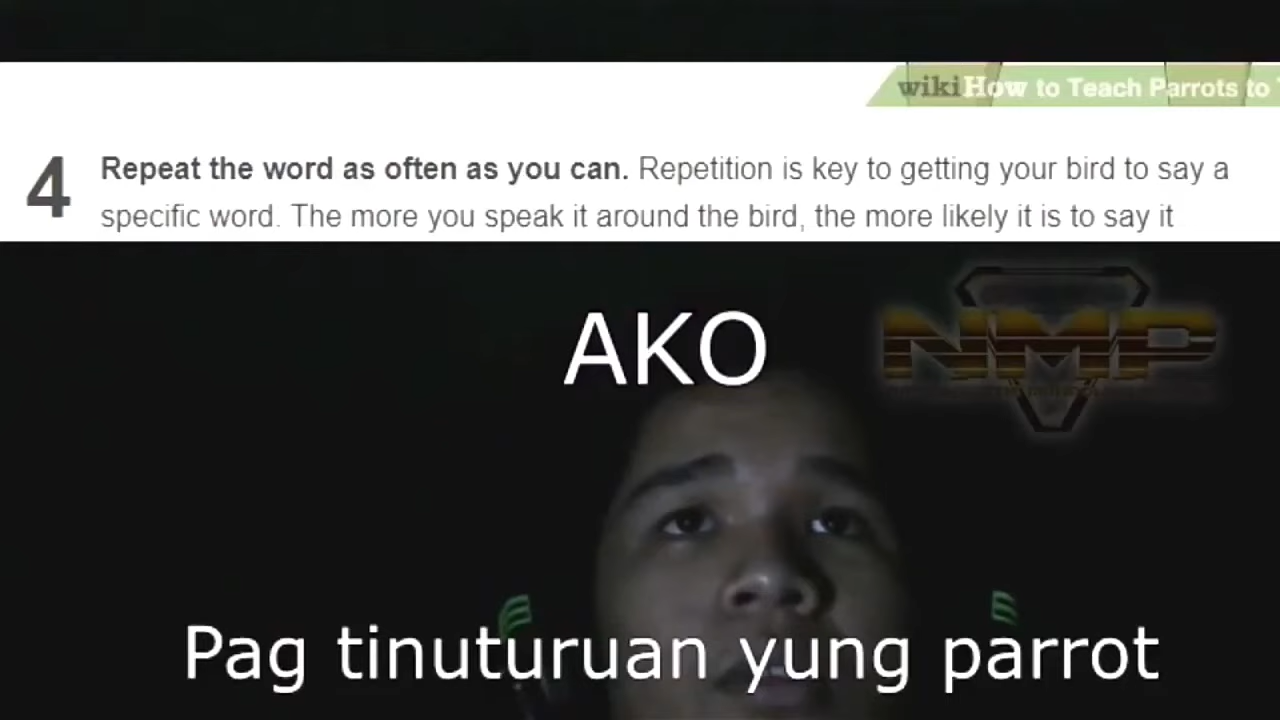 wikiHow to Teach Parrots to
4
Repeat the word as often as you can. Repetition is key to getting your bird to say a
specific word. The more you speak it around the bird, the more likely it is to say it
AKO
NMP
Pag tinuturuan yung parrot